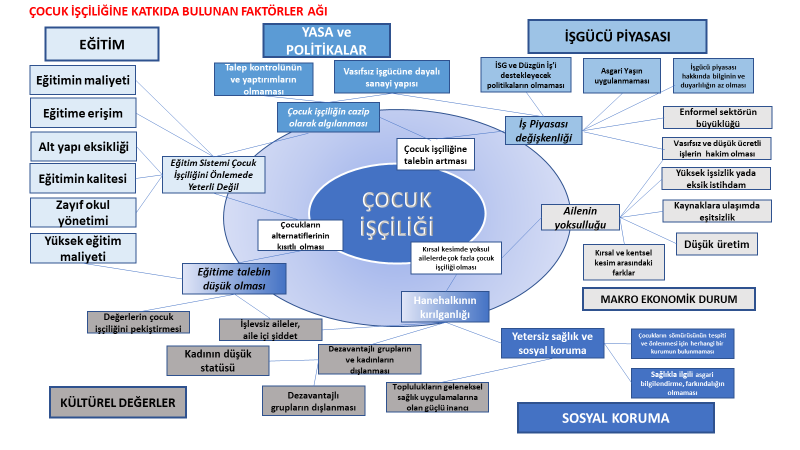 ÇOCUK İŞÇİLİĞİNE KATKIDA BULUNAN FAKTÖRLER AĞI
EĞİTİM
YASA ve
POLİTİKALAR
İŞGÜCÜ PİYASASI
Eğitimin maliyeti
Eğitime erişim
Alt yapı eksikliği
Eğitimin kalitesi
Zayıf okul
yönetimi
Yüksek eğitim
maliyeti
Talep kontrolünün
ve yaptırımların
olmaması
Vasıfsız işgücüne dayalı
sanayi yapısı
Çocuk işçiliğin cazip
olarak algılanması
İSG ve Düzgün İş'i
destekleyecek
politikaların olmaması
Asgari Yaşın
uygulanmaması
İşgücü piyasası
hakkında bilginin ve
duyarlılığın az olması
İş Piyasası
değişkenliği
Enformel sektörün
büyüklüğü
Vasıfsız ve düşük ücretli
işlerin hakim olması
Yüksek işsizlik yada
eksik istihdam
Kaynaklara ulaşımda
eşitsizlik
Düşük üretim
Kırsal ve kentsel
kesim arasındaki
farklar
Ailenin
yoksulluğu
MAKRO EKONOMİK DURUM
Eğitim Sistemi Çocuk
İşçiliğini Önlemede
Yeterli Değil
Çocuk işçiliğine
talebin artması
ÇOCUK
İŞÇİLİĞİ
Çocukların
alternatiflerinin
kısıtlı olması
Kırsal kesimde yoksul
ailelerde çok fazla çocuk
işçiliği olması
Eğitime talebin
düşük olması
Hanehalkının
kırılganlığı
Değerlerin çocuk
işçiliğini pekiştirmesi
İşlevsiz aileler,
aile içi şiddet
Kadının düşük
statüsü
Dezavantajlı grupların
ve kadınların
dışlanması
Dezavantajlı
grupların dışlanması
Toplulukların geleneksel
sağlık uygulamalarına
olan güçlü inancı
KÜLTÜREL DEĞERLER
Yetersiz sağlık ve
sosyal koruma
Çocukların sömürüsünün tespiti
ve önlenmesi için herhangi bir
kurumun bulunmaması
Sağlıkla ilgili asgari
bilgilendirme, farkındalığın
olmaması
SOSYAL KORUMA